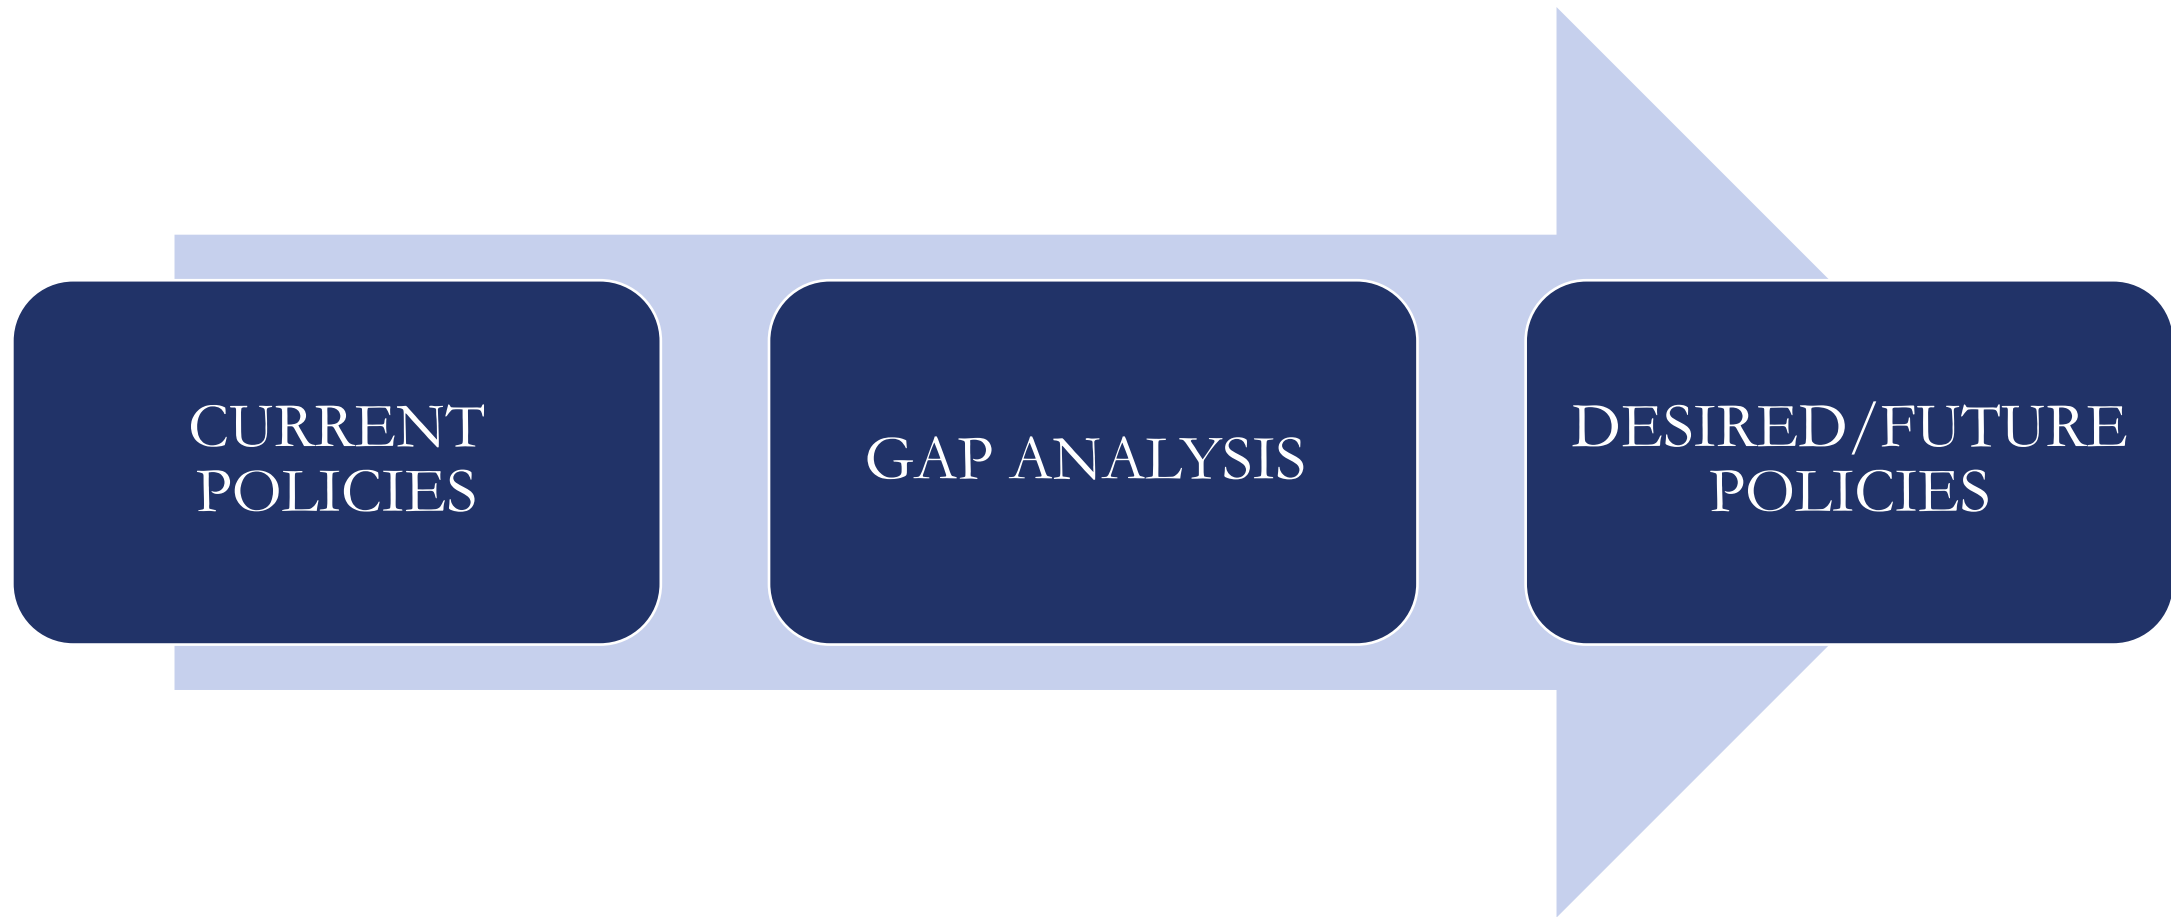 CURRENT
POLICIES
GAP ANALYSIS
DESIRED/FUTURE
POLICIES